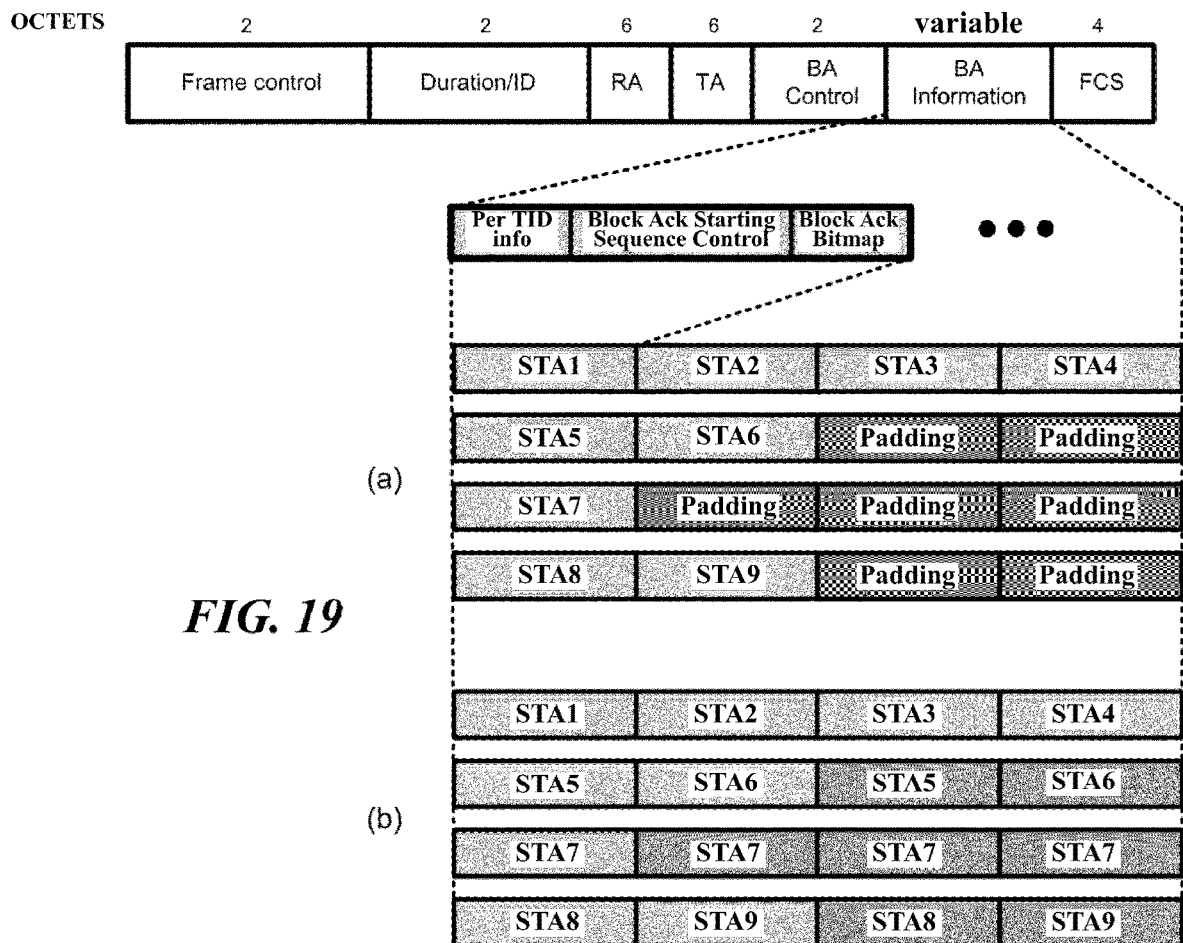 OCTETS 2 2 6 6 2 variable 4
Frame control Duration/ID RA TA BA Control BA Information FCS
Per TID info Block Ack Starting Sequence Control Block Ack Bitmap
STA1 STA2 STA3 STA4
STA5 STA6 Padding Padding
(a)
STA7 Padding Padding Padding
STA8 STA9 Padding Padding
FIG. 19
STA1 STA2 STA3 STA4
STA5 STA6 STA5 STA6
(b)
STA7 STA7 STA7 STA7
STA8 STA9 STA8 STA9